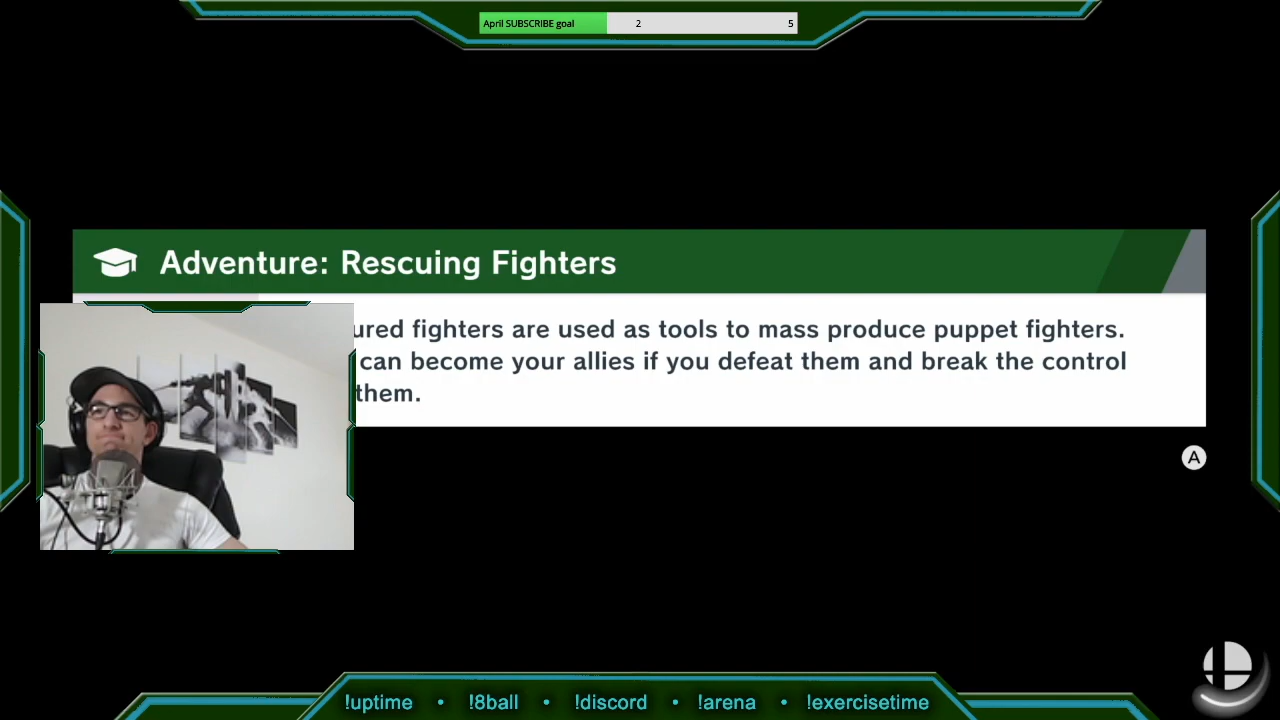 April SUBSCRIBE goal 2 5
Adventure: Rescuing Fighters
ured fighters are used as tools to mass produce puppet fighters.
can become your allies if you defeat them and break the control
them.
A
!uptime • !8ball • !discord • !arena • !exercisetime